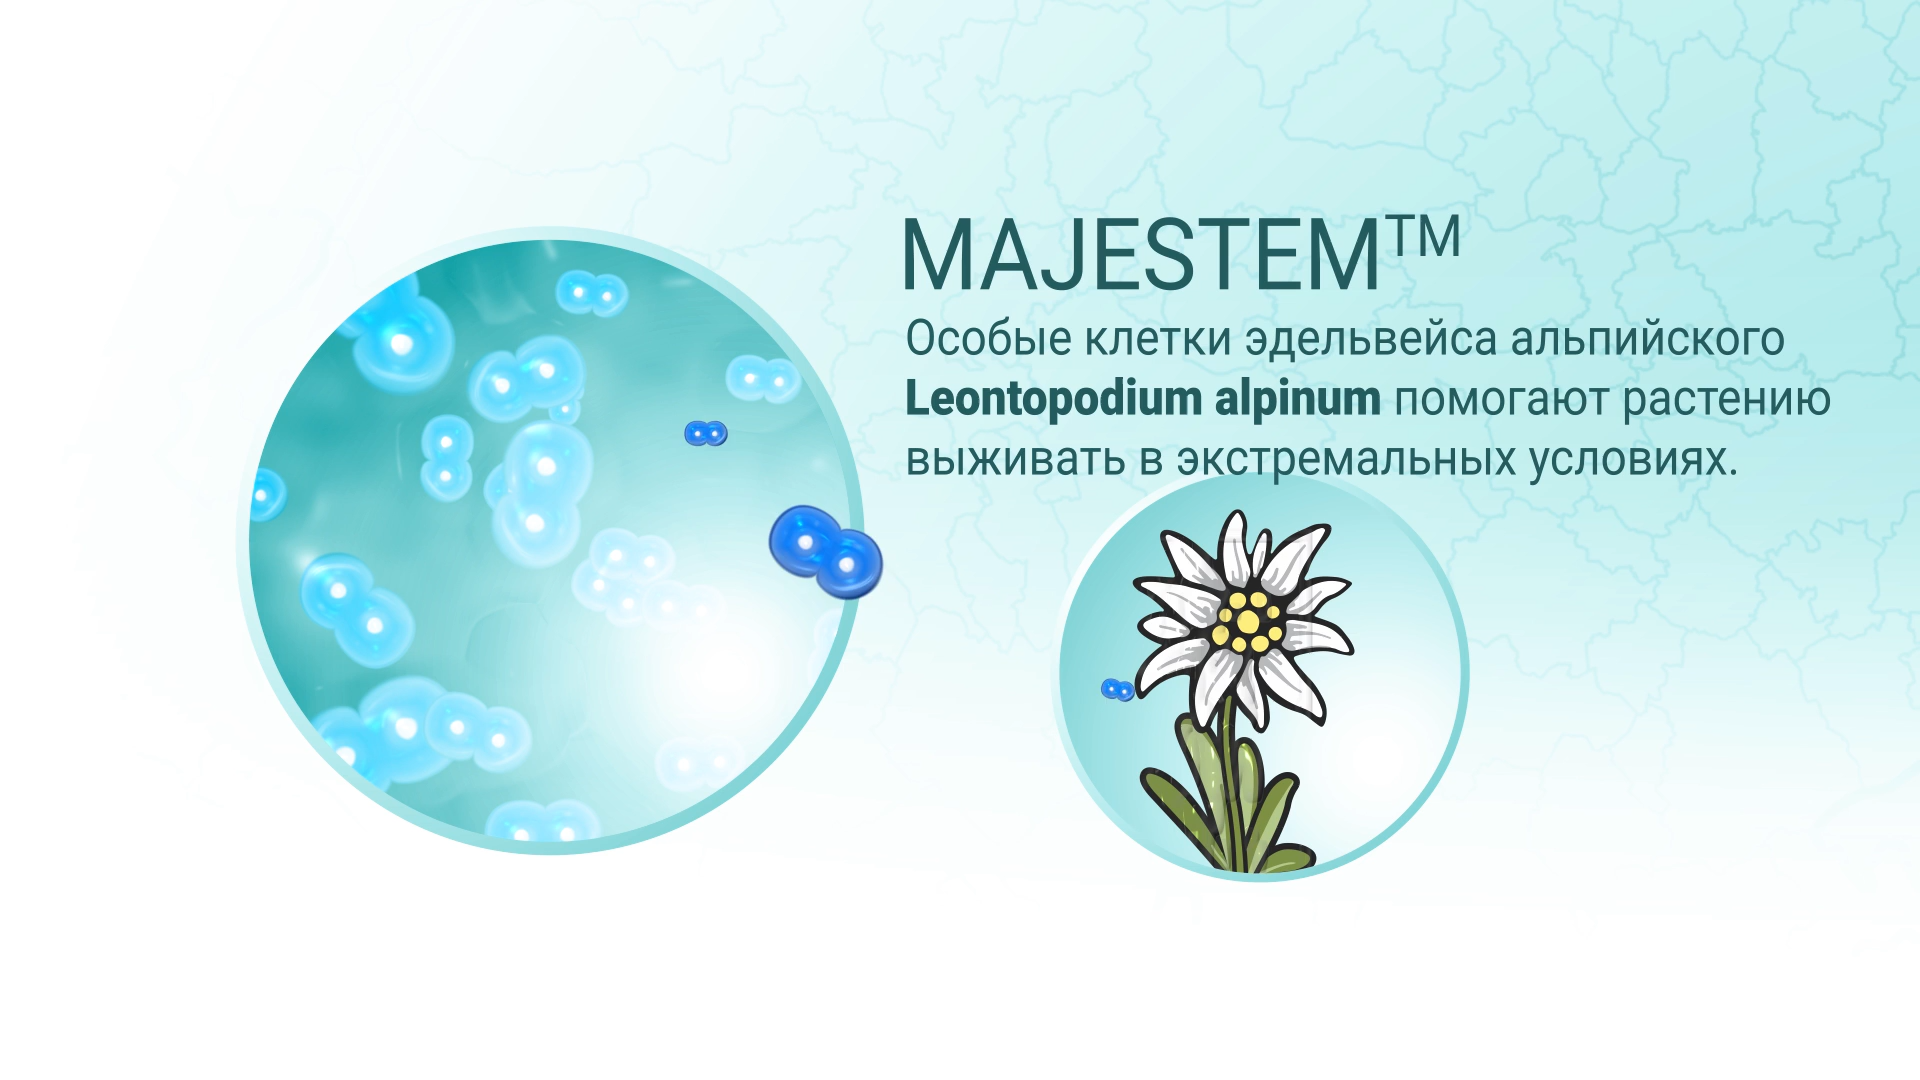 MAJESTEM™
Особые клетки эдельвейса альпийского
Leontopodium alpinum помогают растению
выживать в экстремальных условиях.